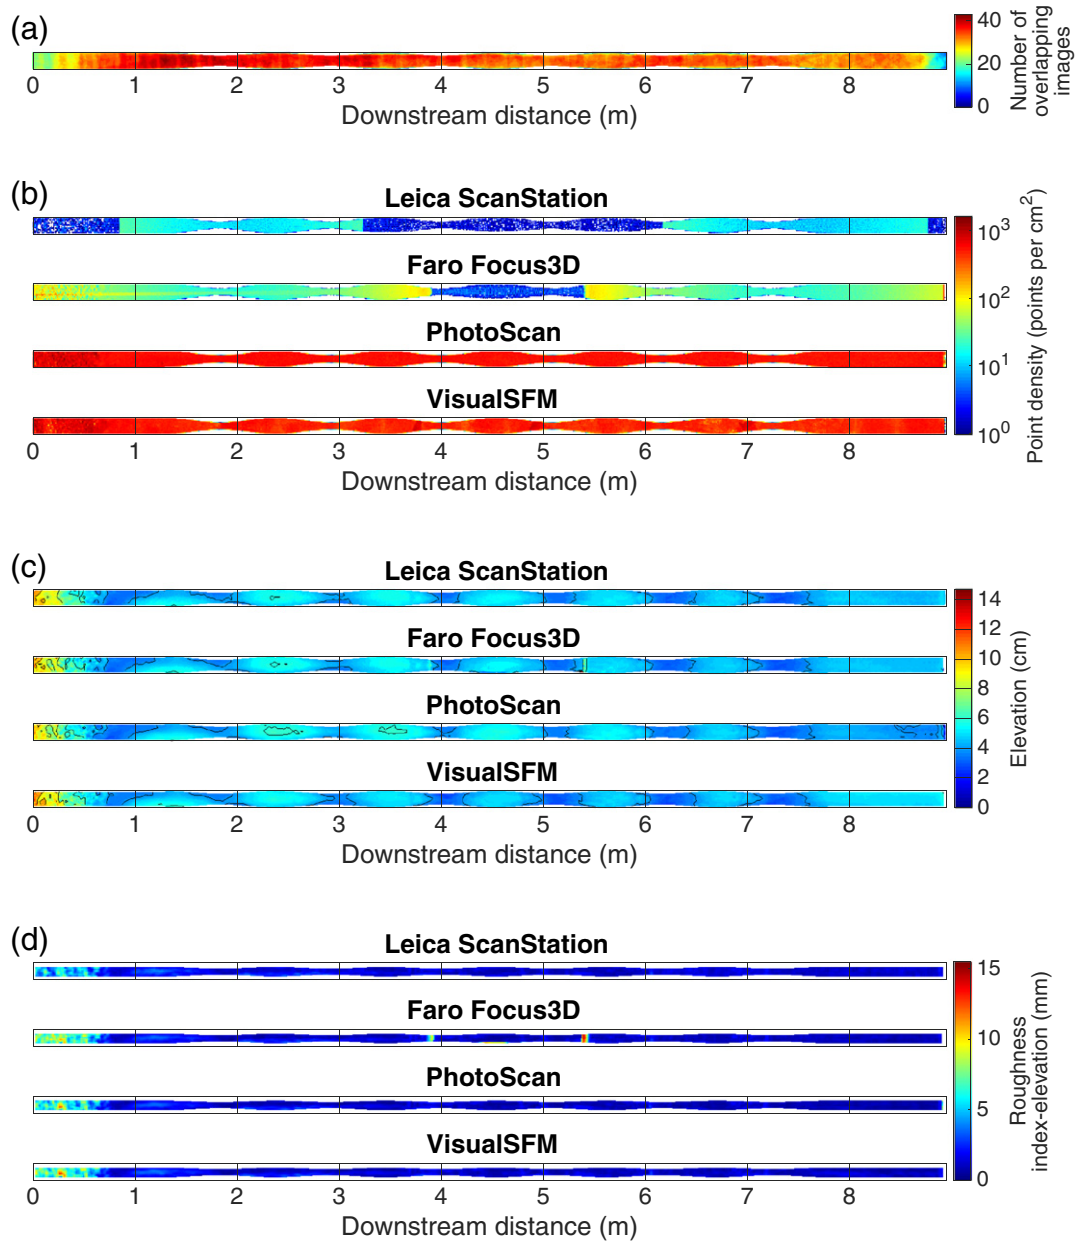 (a)
40
20
0
Number of
overlapping
images
0 1 2 3 4 5 6 7 8
Downstream distance (m)
(b)
Leica ScanStation
Faro Focus3D
PhotoScan
VisualSFM
10³
10²
10¹
10⁰
Point density (points per cm²)
0 1 2 3 4 5 6 7 8
Downstream distance (m)
(c)
Leica ScanStation
Faro Focus3D
PhotoScan
VisualSFM
14
12
10
8
6
4
2
0
Elevation (cm)
0 1 2 3 4 5 6 7 8
Downstream distance (m)
(d)
Leica ScanStation
Faro Focus3D
PhotoScan
VisualSFM
15
10
5
0
Roughness
index-elevation (mm)
0 1 2 3 4 5 6 7 8
Downstream distance (m)